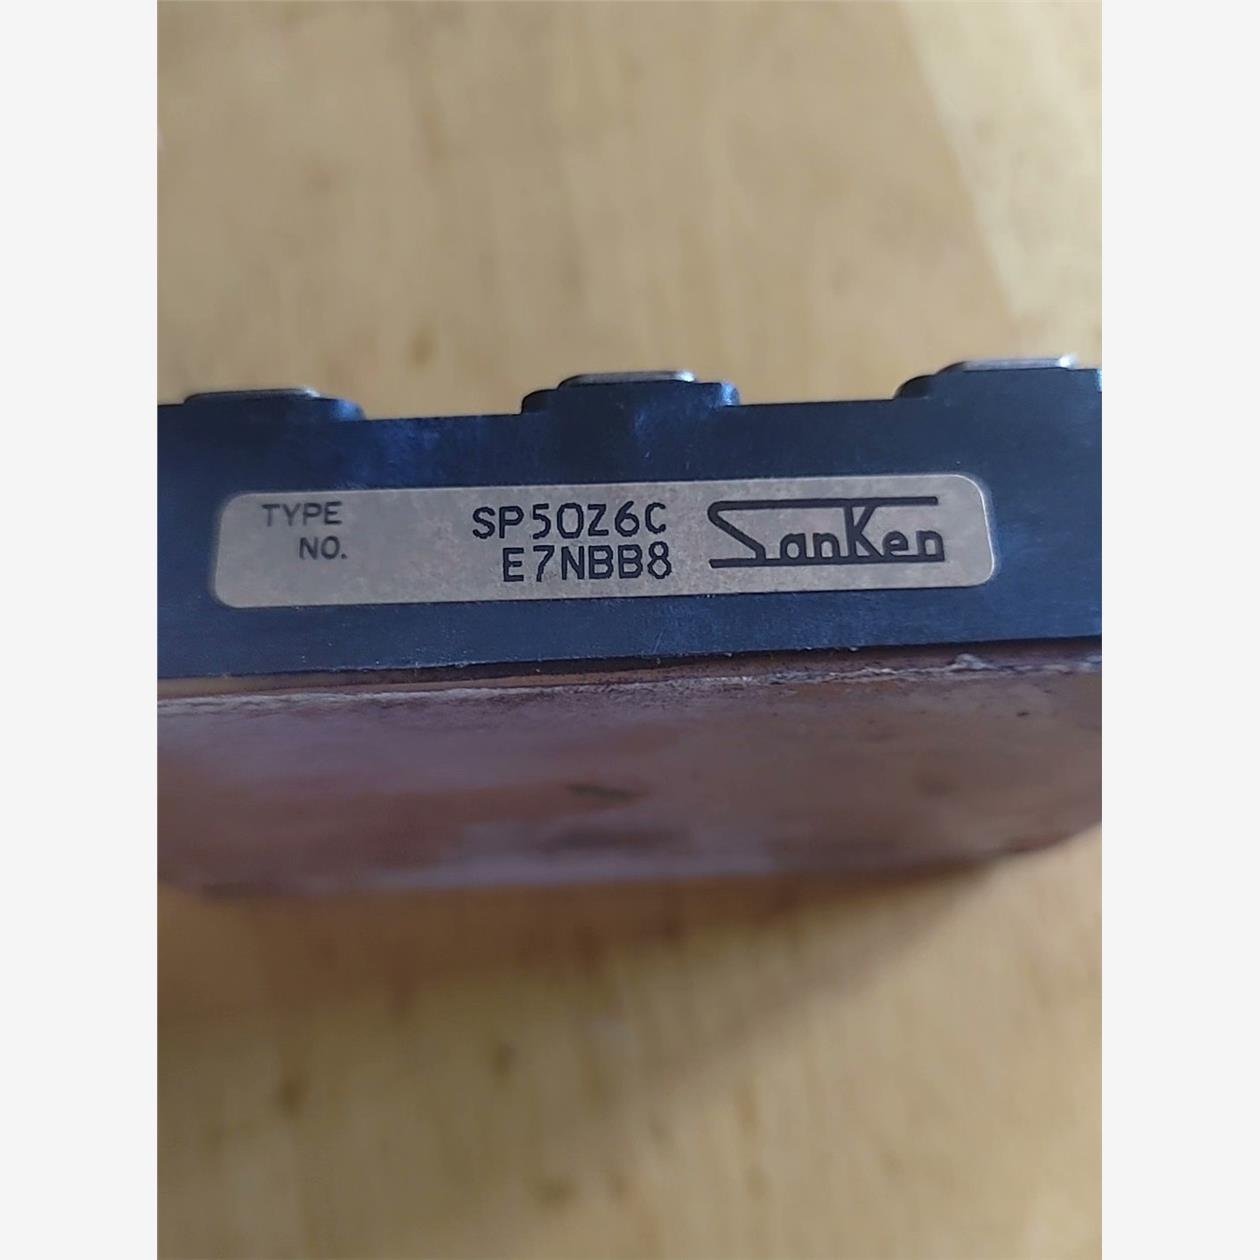 TYPE SP50Z6C SanKen
NO. E7NBB8